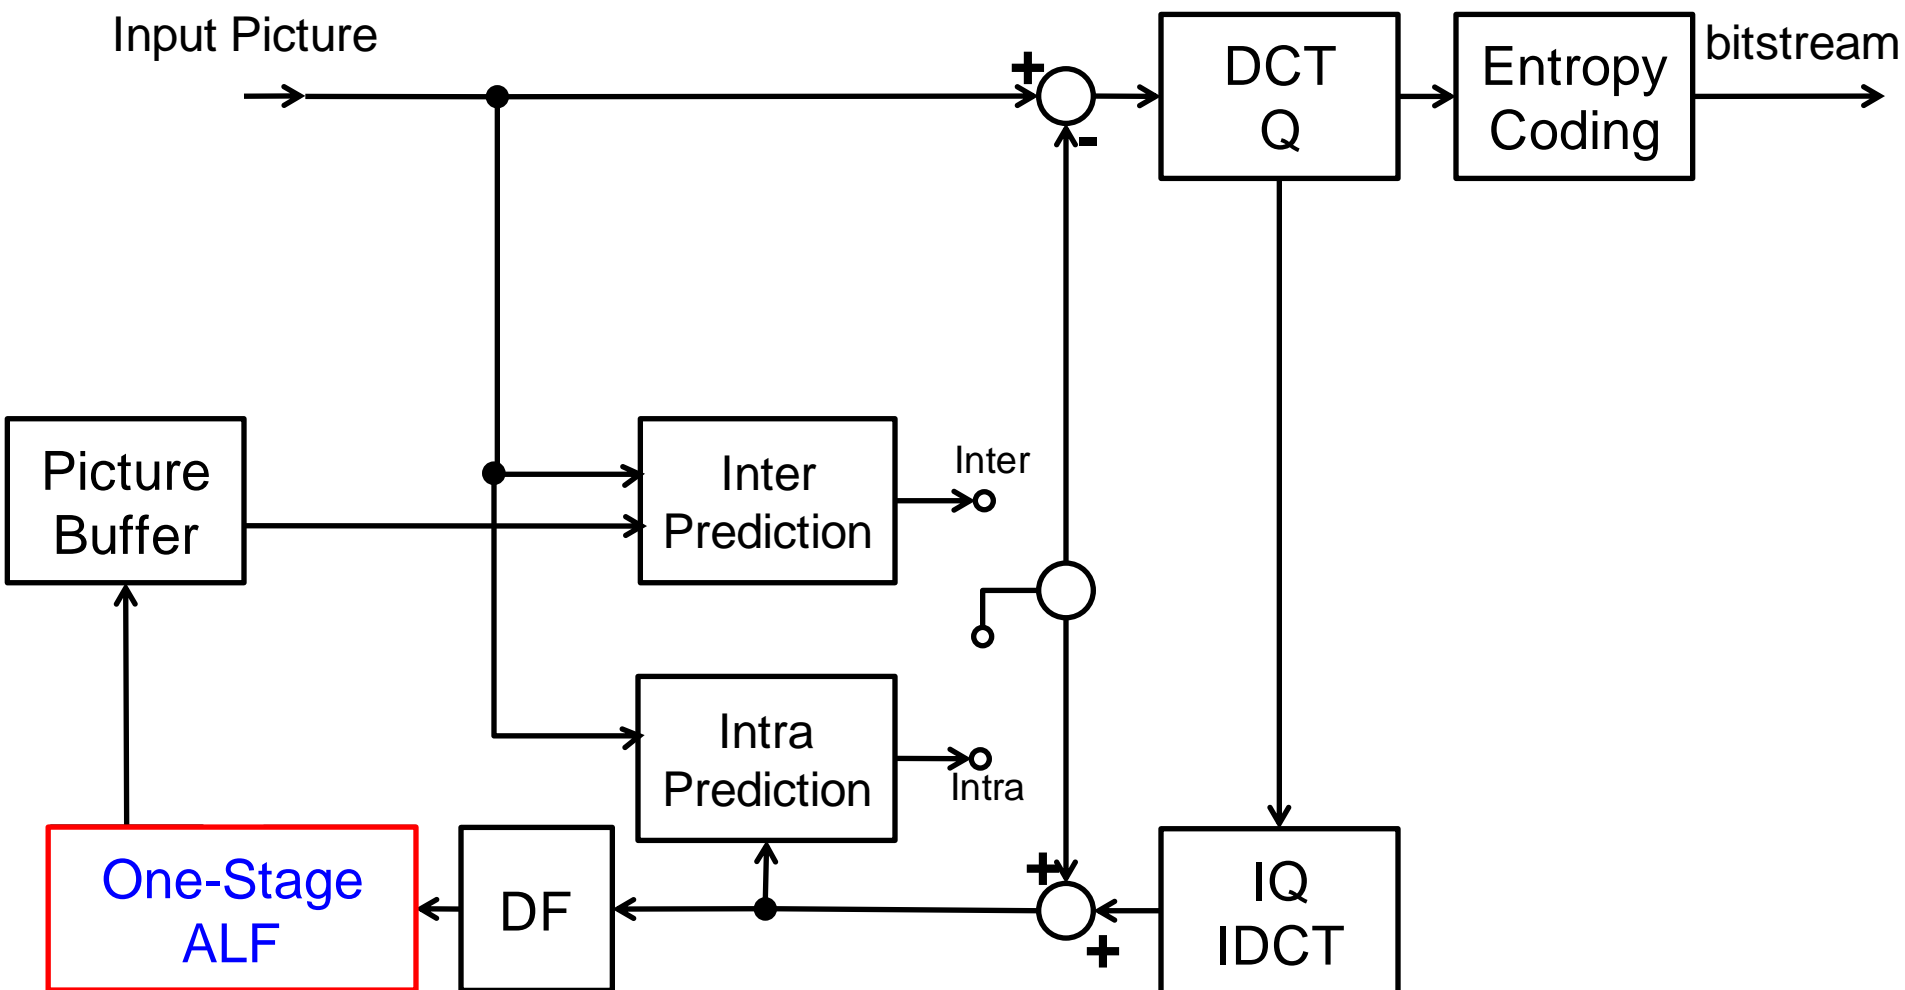 Input Picture
+
-
DCT
Q
Entropy
Coding
bitstream
Picture
Buffer
Inter
Prediction
Inter
Intra
Prediction
Intra
One-Stage
ALF
DF
+
+
IQ
IDCT